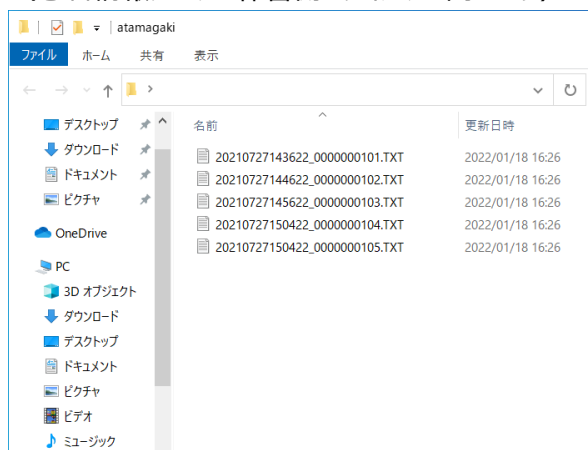 atamagaki
ファイル ホーム 共有 表示
名前 更新日時
デスクトップ
ダウンロード
ドキュメント
ピクチャ
OneDrive
PC
3D オブジェクト
ダウンロード
デスクトップ
ドキュメント
ピクチャ
ビデオ
ミュージック
20210727143622_0000000101.TXT 2022/01/18 16:26
20210727144622_0000000102.TXT 2022/01/18 16:26
20210727145622_0000000103.TXT 2022/01/18 16:26
20210727150422_0000000104.TXT 2022/01/18 16:26
20210727150422_0000000105.TXT 2022/01/18 16:26